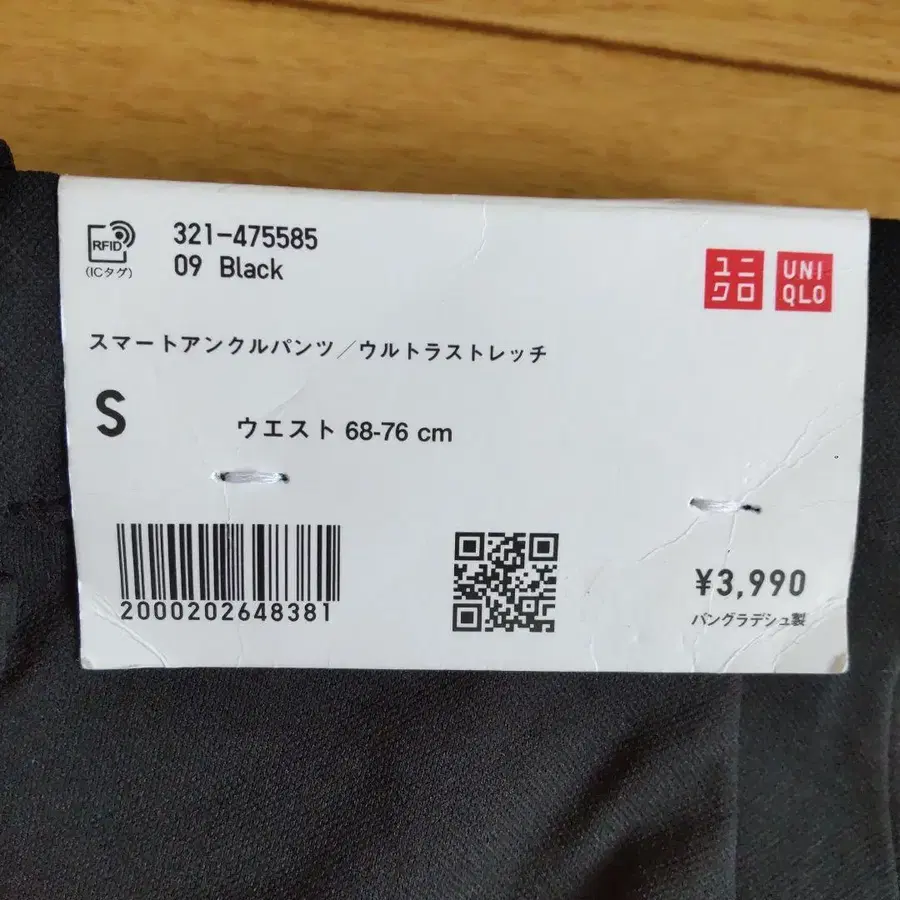 RFID
(ICタグ)
321-475585
09 Black
ユニ
クロ
UNI
QLO
スマートアンクルパンツ/ウルトラストレッチ
S
ウエスト 68-76 cm
2000202648381
¥3,990
バングラデシュ製